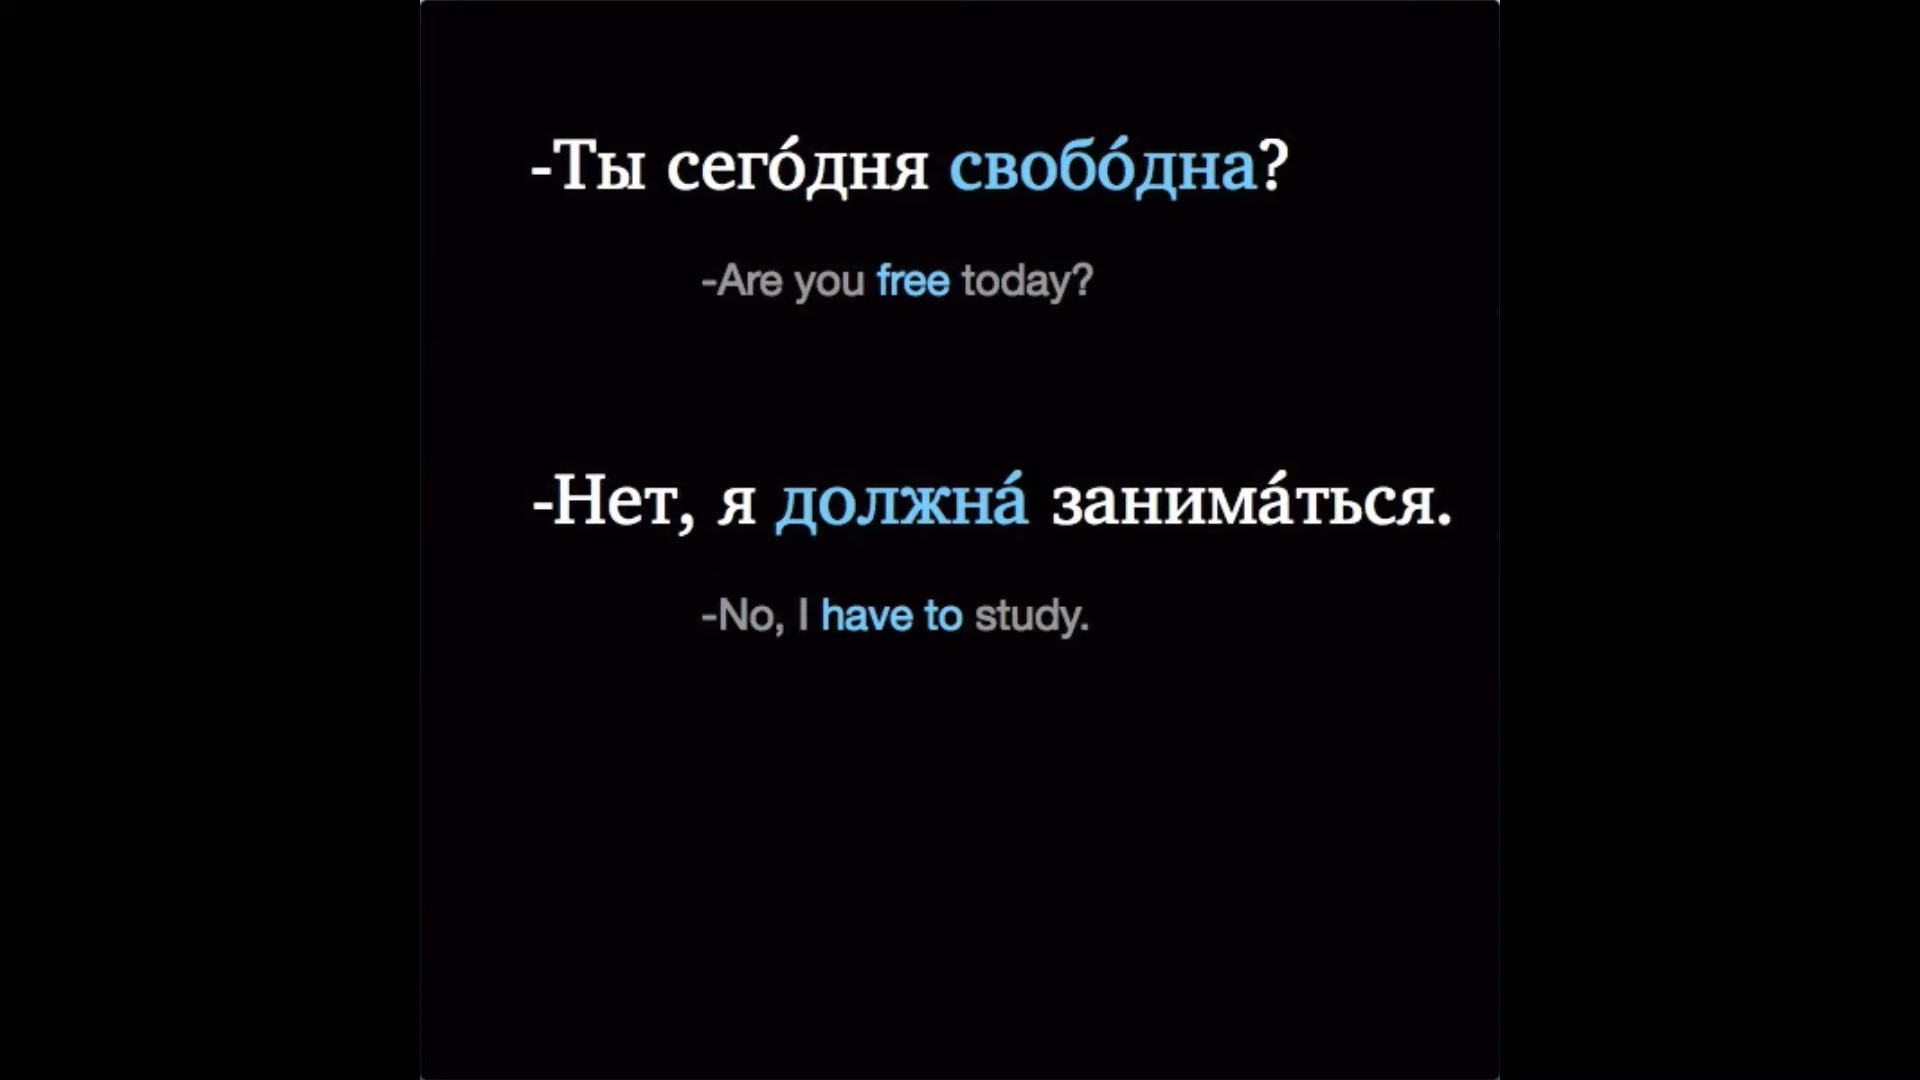 -Ты сего́дня свобо́дна?
-Are you free today?
-Нет, я должна́ занима́ться.
-No, I have to study.